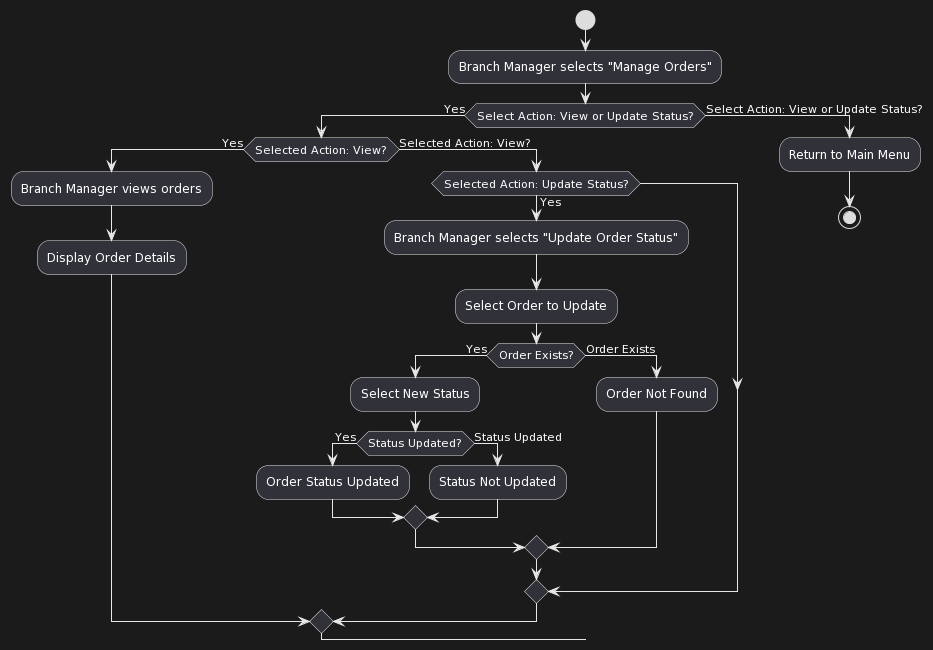 Branch Manager selects "Manage Orders"
Yes
Select Action: View or Update Status?
Select Action: View or Update Status?
Yes
Selected Action: View?
Selected Action: View?
Return to Main Menu
Branch Manager views orders
Selected Action: Update Status?
Yes
Branch Manager selects "Update Order Status"
Display Order Details
Select Order to Update
Yes
Order Exists?
Order Exists
Select New Status
Order Not Found
Yes
Status Updated?
Status Updated
Order Status Updated
Status Not Updated